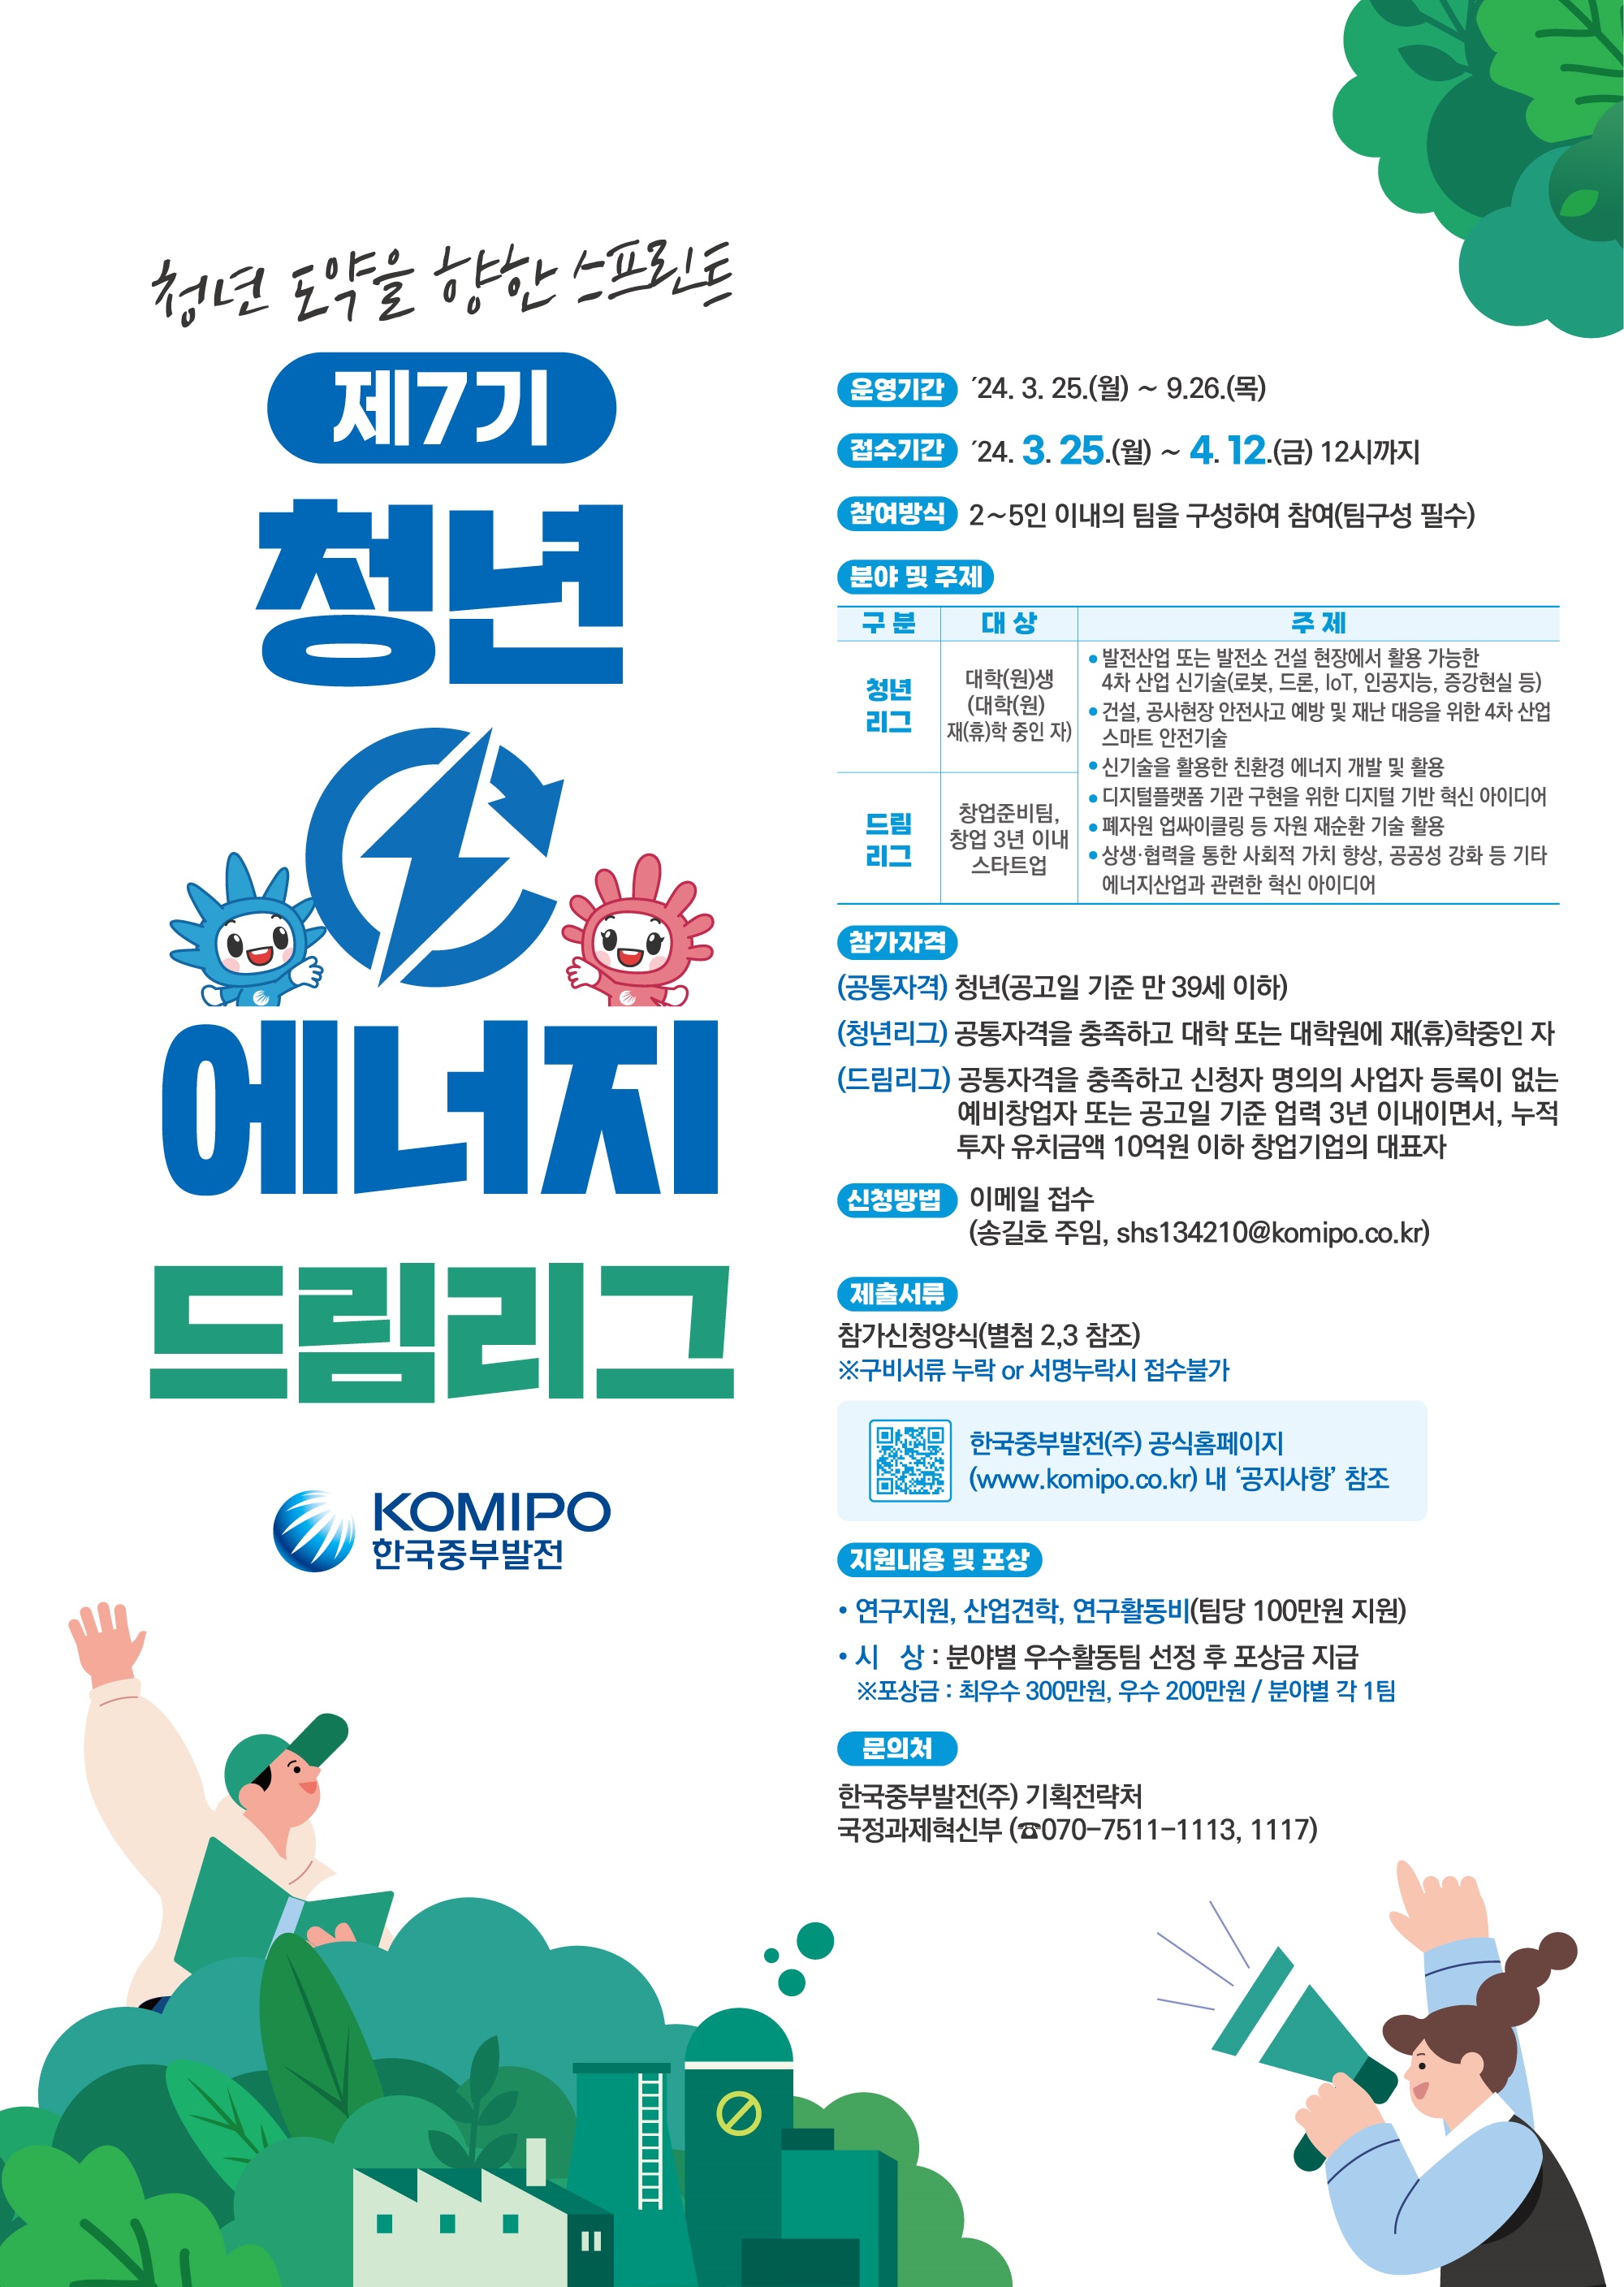 청년 도약을 향한 스프린트
제7기
청년
에너지
드림리그
KOMIPO
한국중부발전
운영기간 ´24. 3. 25.(월) ~ 9.26.(목)
접수기간 ´24. 3. 25.(월) ~ 4. 12.(금) 12시까지
참여방식 2~5인 이내의 팀을 구성하여 참여(팀구성 필수)
분야 및 주제
구 분 대 상 주 제
청년
리그
대학(원)생
(대학(원)
재(휴)학 중인 자)
드림
리그
창업준비팀,
창업 3년 이내
스타트업
• 발전산업 또는 발전소 건설 현장에서 활용 가능한
4차 산업 신기술(로봇, 드론, IoT, 인공지능, 증강현실 등)
• 건설, 공사현장 안전사고 예방 및 재난 대응을 위한 4차 산업
스마트 안전기술
• 신기술을 활용한 친환경 에너지 개발 및 활용
• 디지털플랫폼 기관 구현을 위한 디지털 기반 혁신 아이디어
• 폐자원 업싸이클링 등 자원 재순환 기술 활용
• 상생·협력을 통한 사회적 가치 향상, 공공성 강화 등 기타
에너지산업과 관련한 혁신 아이디어
참가자격
(공통자격) 청년(공고일 기준 만 39세 이하)
(청년리그) 공통자격을 충족하고 대학 또는 대학원에 재(휴)학중인 자
(드림리그) 공통자격을 충족하고 신청자 명의의 사업자 등록이 없는
예비창업자 또는 공고일 기준 업력 3년 이내이면서, 누적
투자 유치금액 10억원 이하 창업기업의 대표자
신청방법 이메일 접수
(송길호 주임, shs134210@komipo.co.kr)
제출서류
참가신청양식(별첨 2,3 참조)
※구비서류 누락 or 서명누락시 접수불가
한국중부발전(주) 공식홈페이지
(www.komipo.co.kr) 내 ‘공지사항’ 참조
지원내용 및 포상
• 연구지원, 산업견학, 연구활동비(팀당 100만원 지원)
• 시 상 : 분야별 우수활동팀 선정 후 포상금 지급
※포상금 : 최우수 300만원, 우수 200만원 / 분야별 각 1팀
문의처
한국중부발전(주) 기획전략처
국정과제혁신부 (☎070-7511-1113, 1117)